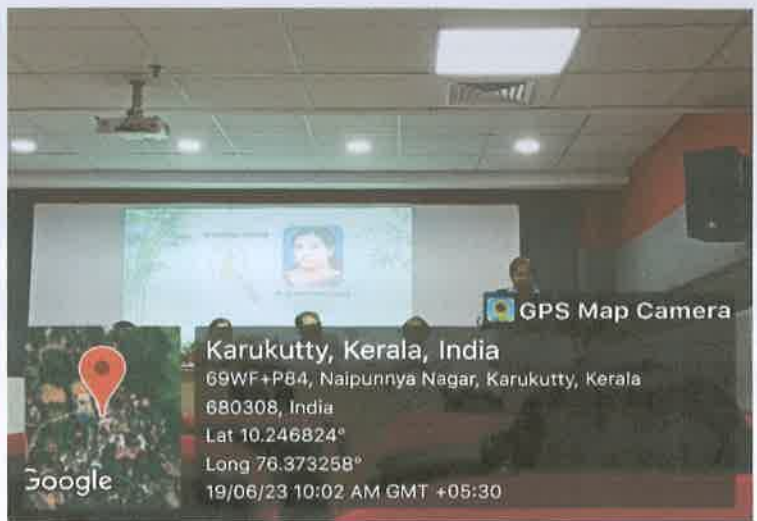 GPS Map Camera
Karukutty, Kerala, India
69WF+P84, Naipunnya Nagar, Karukutty, Kerala
680308, India
Lat 10.246824°
Long 76.373258°
19/06/23 10:02 AM GMT +05:30
Google